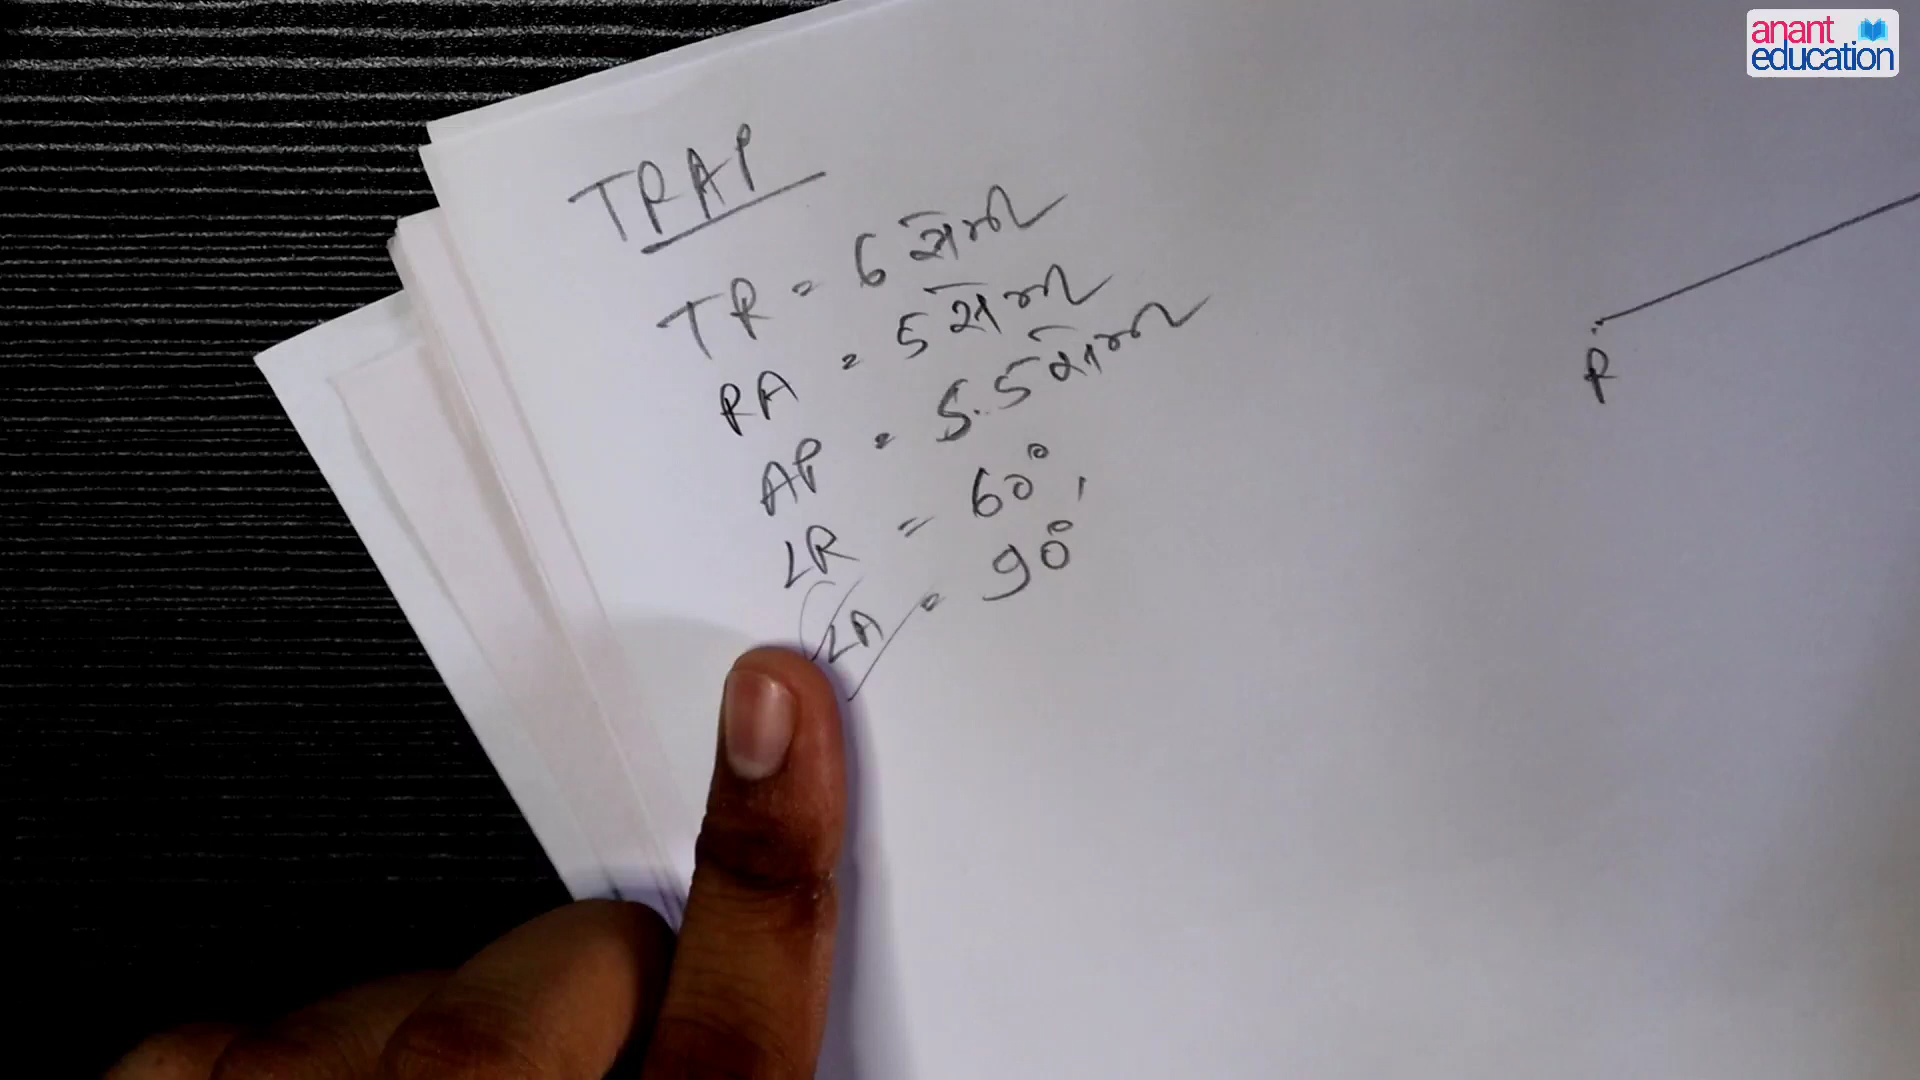 anant
education
TRAP
TR = 6 सेमी
RA = 5 सेमी
AP = 5.5 सेमी
∠R = 60°,
∠A = 90°
R